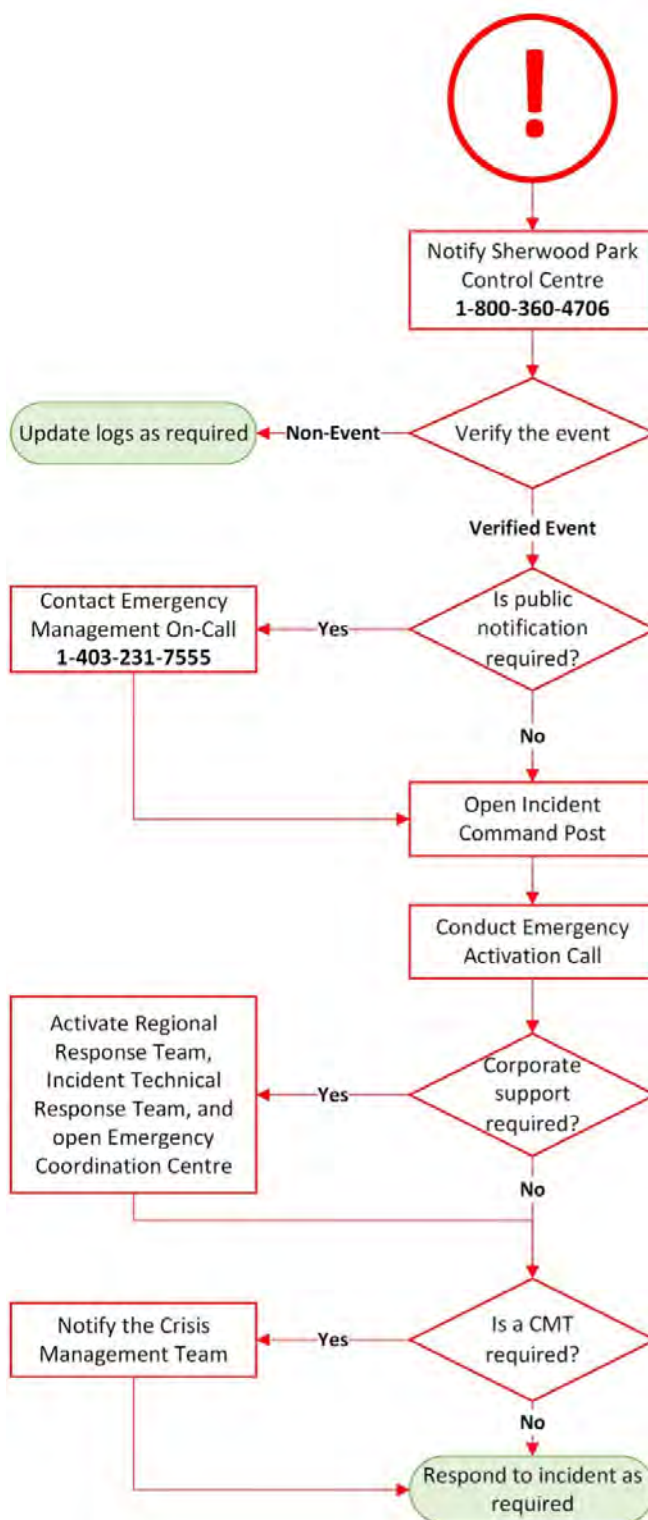 !
Notify Sherwood Park
Control Centre
1-800-360-4706
Update logs as required
Non-Event
Verify the event
Verified Event
Contact Emergency
Management On-Call
1-403-231-7555
Yes
Is public
notification
required?
No
Open Incident
Command Post
Conduct Emergency
Activation Call
Activate Regional
Response Team,
Incident Technical
Response Team, and
open Emergency
Coordination Centre
Yes
Corporate
support
required?
No
Notify the Crisis
Management Team
Yes
Is a CMT
required?
No
Respond to incident as
required